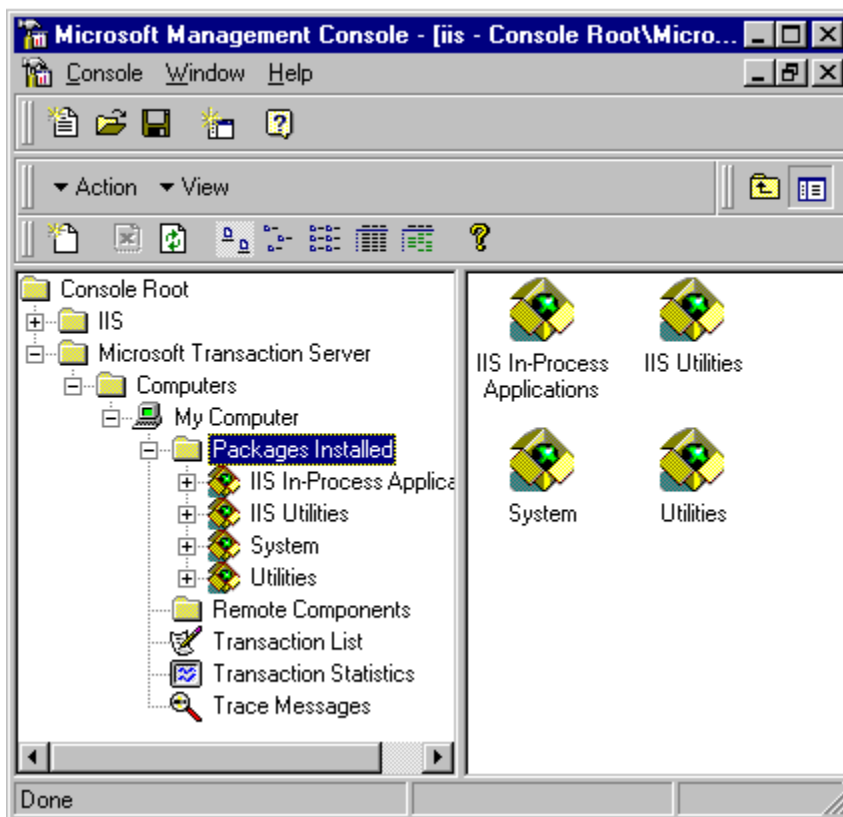 Microsoft Management Console - [iis - Console Root\Micro...
Console Window Help
Action View
Console Root
IIS
Microsoft Transaction Server
Computers
My Computer
Packages Installed
IIS In-Process Applica
IIS Utilities
System
Utilities
Remote Components
Transaction List
Transaction Statistics
Trace Messages
IIS In-Process
Applications
IIS Utilities
System
Utilities
Done